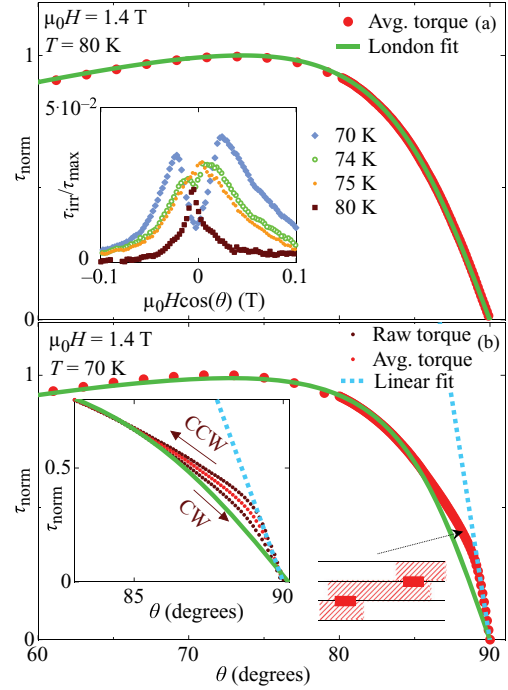 μ₀H = 1.4 T
T = 80 K
Avg. torque (a)
London fit
1
τnorm
0
5·10⁻²
τirr/τmax
0
70 K
74 K
75 K
80 K
−0.1 0 0.1
μ₀Hcos(θ) (T)
μ₀H = 1.4 T
T = 70 K
Raw torque (b)
Avg. torque
Linear fit
1
τnorm
0
0.5
τnorm
0
CCW
CW
85 90
θ (degrees)
60 70 80 90
θ (degrees)